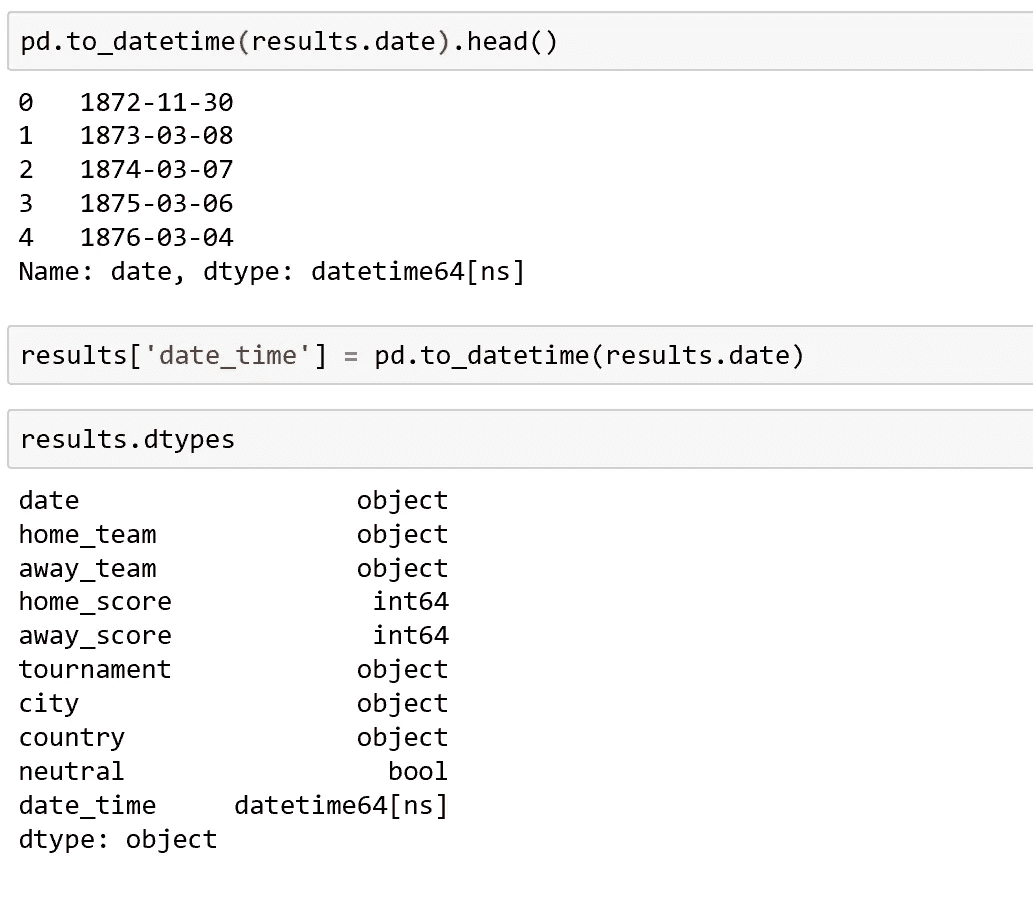 pd.to_datetime(results.date).head()
0   1872-11-30
1   1873-03-08
2   1874-03-07
3   1875-03-06
4   1876-03-04
Name: date, dtype: datetime64[ns]
results['date_time'] = pd.to_datetime(results.date)
results.dtypes
date                  object
home_team             object
away_team             object
home_score             int64
away_score             int64
tournament            object
city                  object
country               object
neutral                 bool
date_time     datetime64[ns]
dtype: object